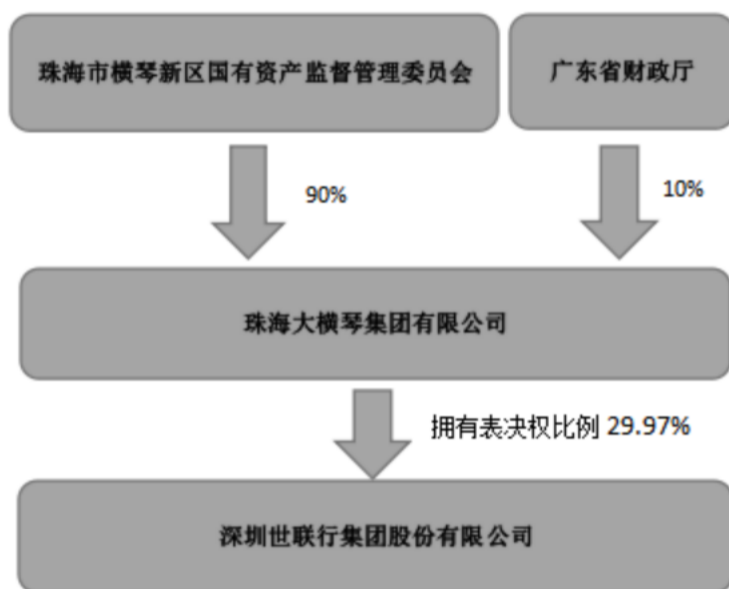 珠海市横琴新区国有资产监督管理委员会
广东省财政厅
90%
10%
珠海大横琴集团有限公司
拥有表决权比例 29.97%
深圳世联行集团股份有限公司